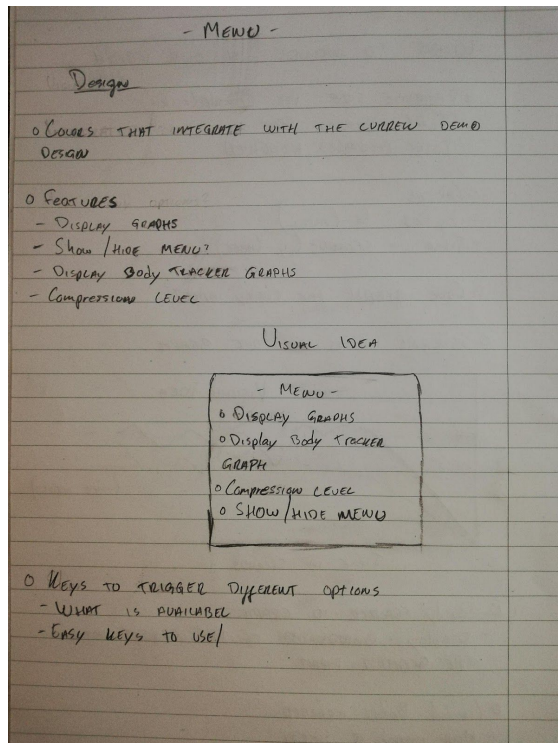 - MENU -
Design
o COLORS THAT INTEGRATE WITH THE CURREN DEMO
DESIGN
o FEATURES
- DISPLAY GRAPHS
- SHOW / HIDE MENU?
- DISPLAY BODY TRACKER GRAPHS
- COMPRESSION LEVEL
VISUAL IDEA
- MENU -
o DISPLAY GRAPHS
o Display Body Tracker
GRAPH
o Compression LEVEL
o SHOW / HIDE MENU
o KEYS TO TRIGGER DIFFERENT OPTIONS
- WHAT IS AVAILABEL
- EASY KEYS TO USE/